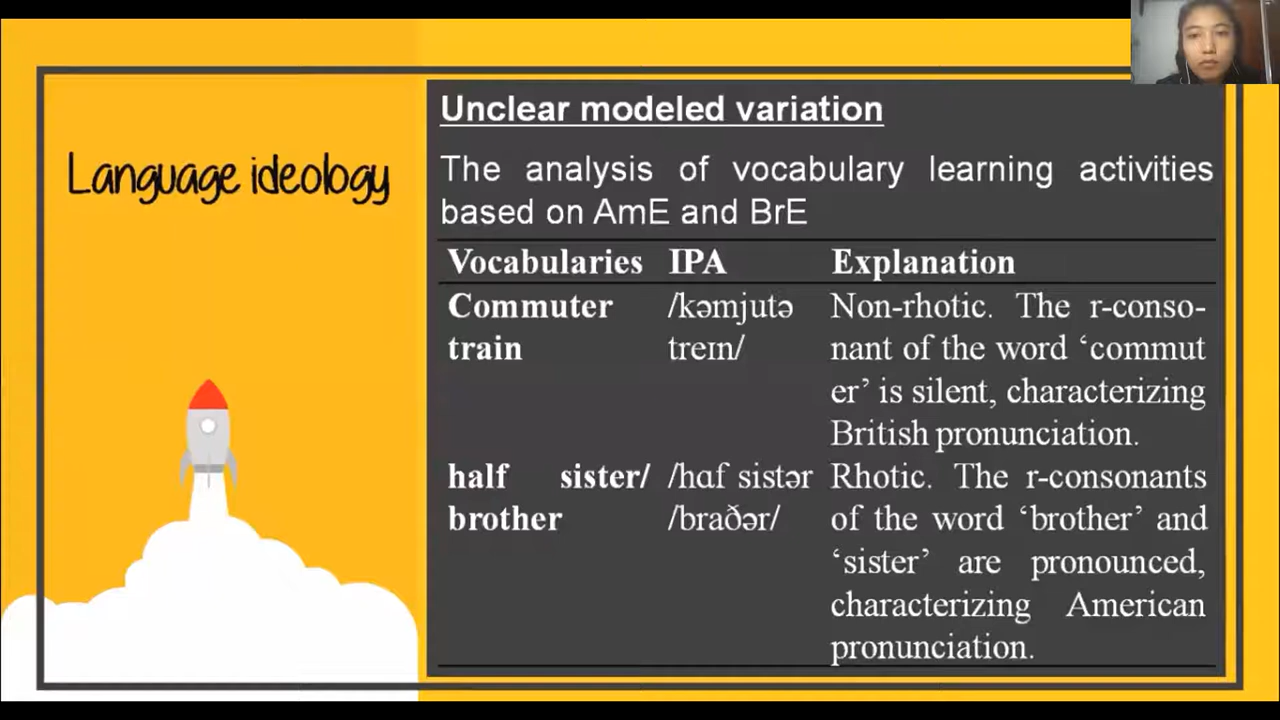 Language ideology
Unclear modeled variation
The analysis of vocabulary learning activities
based on AmE and BrE
Vocabularies IPA Explanation
Commuter /kəmjutə Non-rhotic. The r-conso-
train treɪn/ nant of the word ‘commut
er’ is silent, characterizing
British pronunciation.
half sister/ /hɑf sistər Rhotic. The r-consonants
brother /braðər/ of the word ‘brother’ and
‘sister’ are pronounced,
characterizing American
pronunciation.